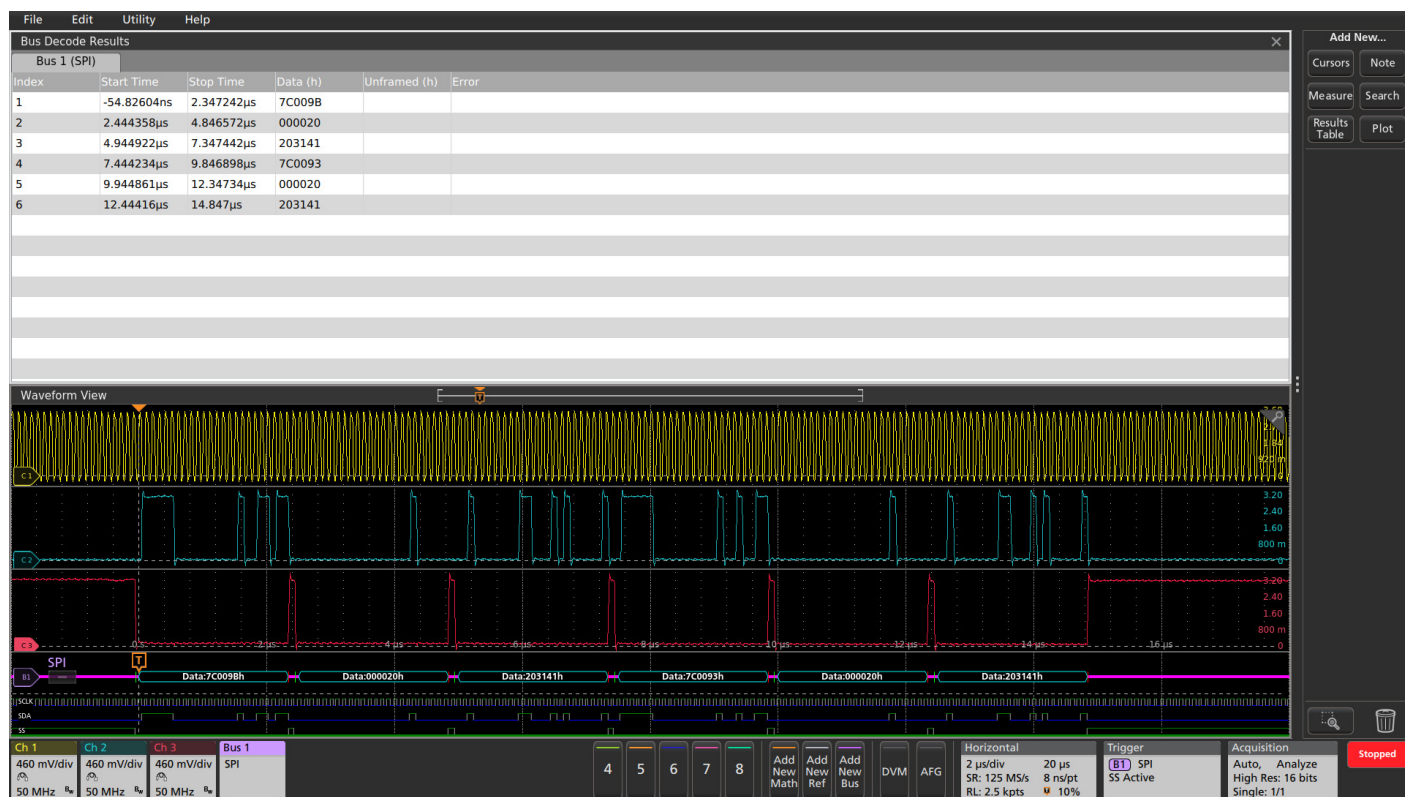 File Edit Utility Help
Bus Decode Results
Bus 1 (SPI)
Index Start Time Stop Time Data (h) Unframed (h) Error
1 -54.82604ns 2.347242µs 7C009B
2 2.444358µs 4.846572µs 000020
3 4.944922µs 7.347442µs 203141
4 7.444234µs 9.846898µs 7C0093
5 9.944861µs 12.34734µs 000020
6 12.44416µs 14.847µs 203141
Add New...
Cursors Note
Measure Search
Results Table Plot
Waveform View
T
1.84
920 m
C1
3.20
2.40
1.60
800 m
0
C2
3.20
2.40
1.60
800 m
0
C3
0 s 2 µs 4 µs 6 µs 8 µs 10 µs 12 µs 14 µs 16 µs
SPI T
B1 Data:7C009Bh Data:000020h Data:203141h Data:7C0093h Data:000020h Data:203141h
SCLK
SDA
SS
Ch 1 Ch 2 Ch 3 Bus 1
460 mV/div 460 mV/div 460 mV/div SPI
50 MHz Bw 50 MHz Bw 50 MHz Bw
4 5 6 7 8
Add New Math
Add New Ref
Add New Bus
DVM AFG
Horizontal
2 µs/div 20 µs
SR: 125 MS/s 8 ns/pt
RL: 2.5 kpts 10%
Trigger
B1 SPI
SS Active
Acquisition
Auto, Analyze
High Res: 16 bits
Single: 1/1
Stopped